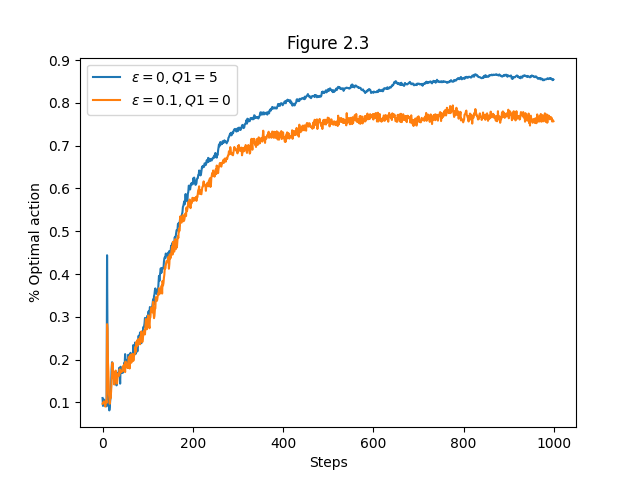 Figure 2.3
ε = 0, Q1 = 5
ε = 0.1, Q1 = 0
% Optimal action
0.9
0.8
0.7
0.6
0.5
0.4
0.3
0.2
0.1
0 200 400 600 800 1000
Steps